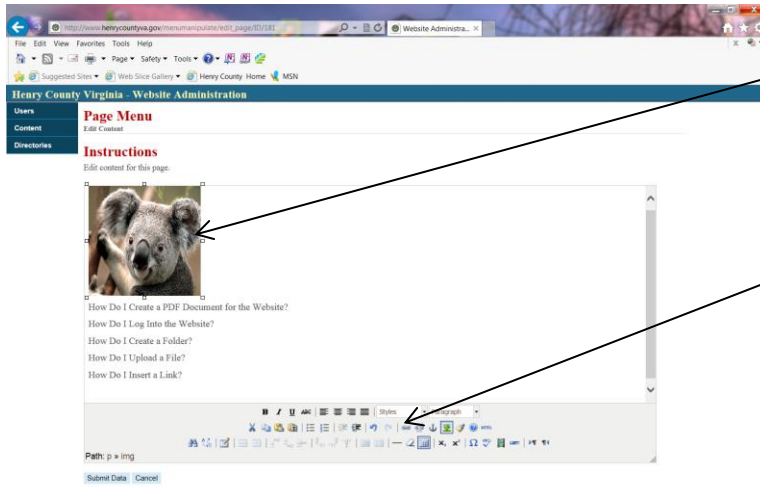 http://www.henrycountyva.gov/menumanipulate/edit_page/ID/181
Website Administra...
File Edit View Favorites Tools Help
Page Safety Tools
Suggested Sites Web Slice Gallery Henry County Home MSN
Henry County Virginia - Website Administration
Users
Content
Directories
Page Menu
Edit Content
Instructions
Edit content for this page.
How Do I Create a PDF Document for the Website?
How Do I Log Into the Website?
How Do I Create a Folder?
How Do I Upload a File?
How Do I Insert a Link?
B I U ABC Styles Paragraph
Path: p » img
Submit Data Cancel